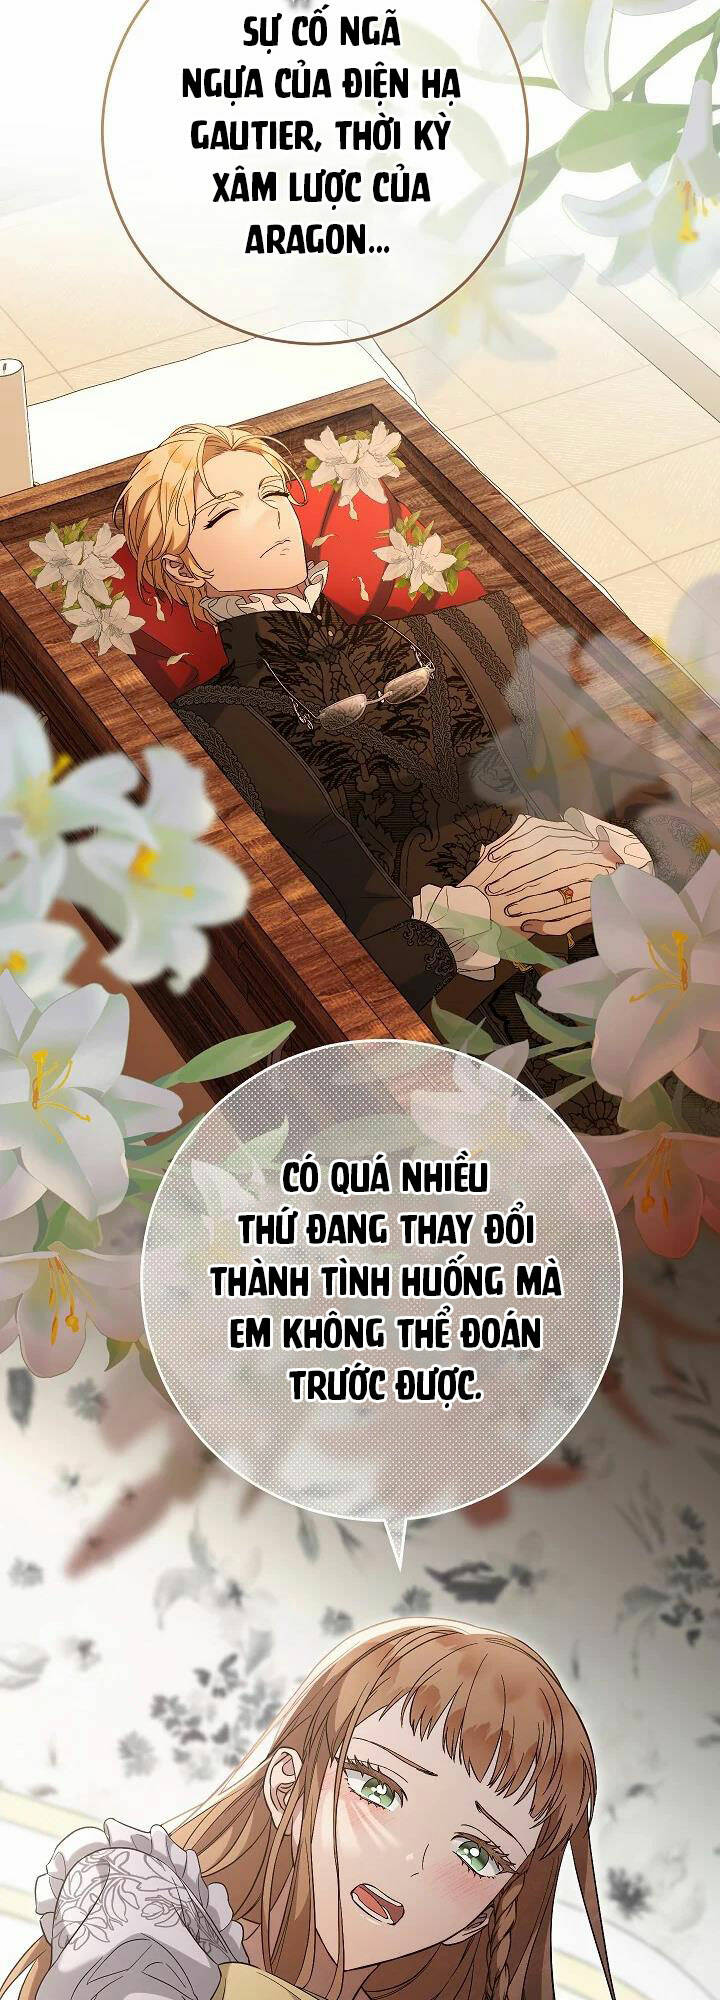 SỰ CỐ NGÃ
NGỰA CỦA ĐIỆN HẠ
GAUTIER, THỜI KỲ
XÂM LƯỢC CỦA
ARAGON...
CÓ QUÁ NHIỀU
THỨ ĐANG THAY ĐỔI
THÀNH TÌNH HUỐNG MÀ
EM KHÔNG THỂ ĐOÁN
TRƯỚC ĐƯỢC.